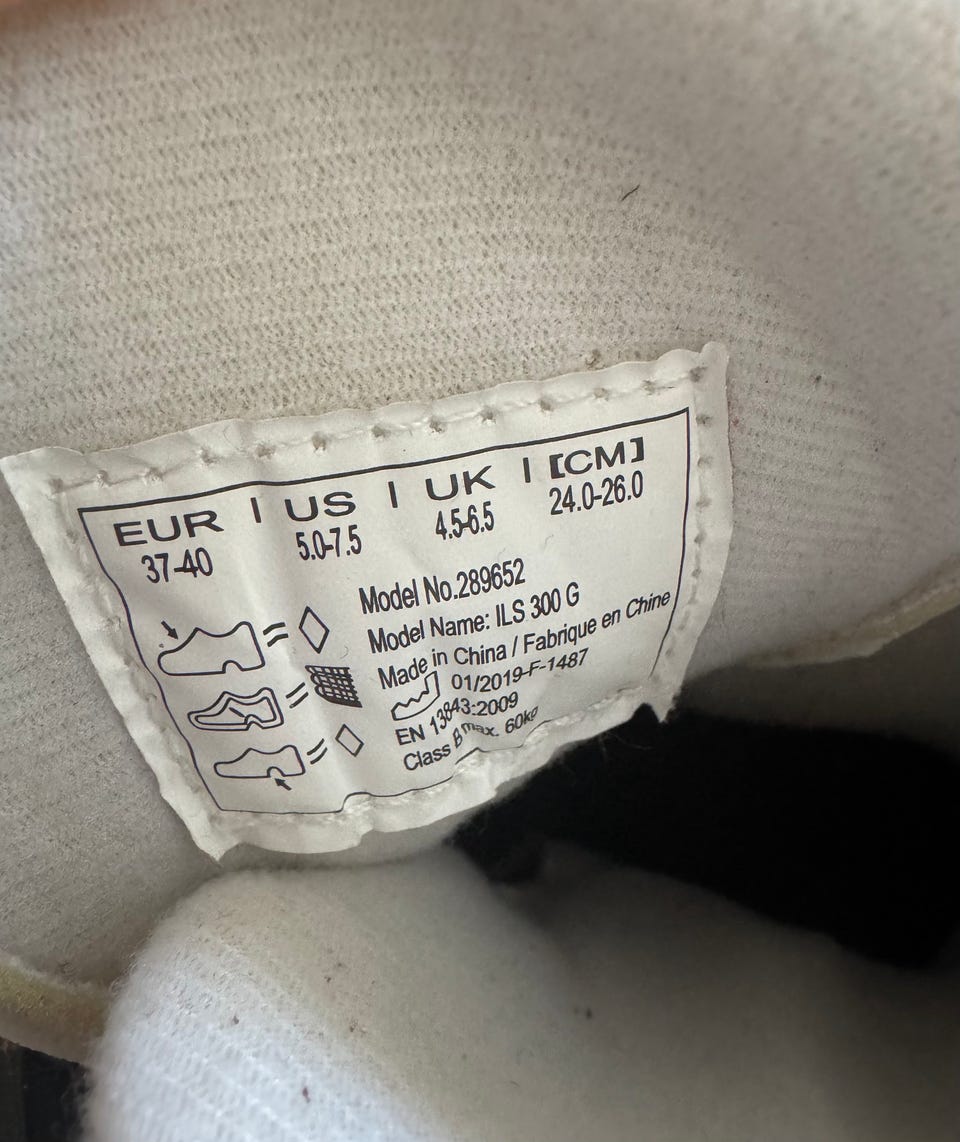 EUR | US | UK | [CM]
37-40 5.0-7.5 4.5-6.5 24.0-26.0
Model No.289652
Model Name: ILS 300 G
Made in China / Fabrique en Chine
01/2019-F-1487
EN 13843:2009
Class B max. 60kg